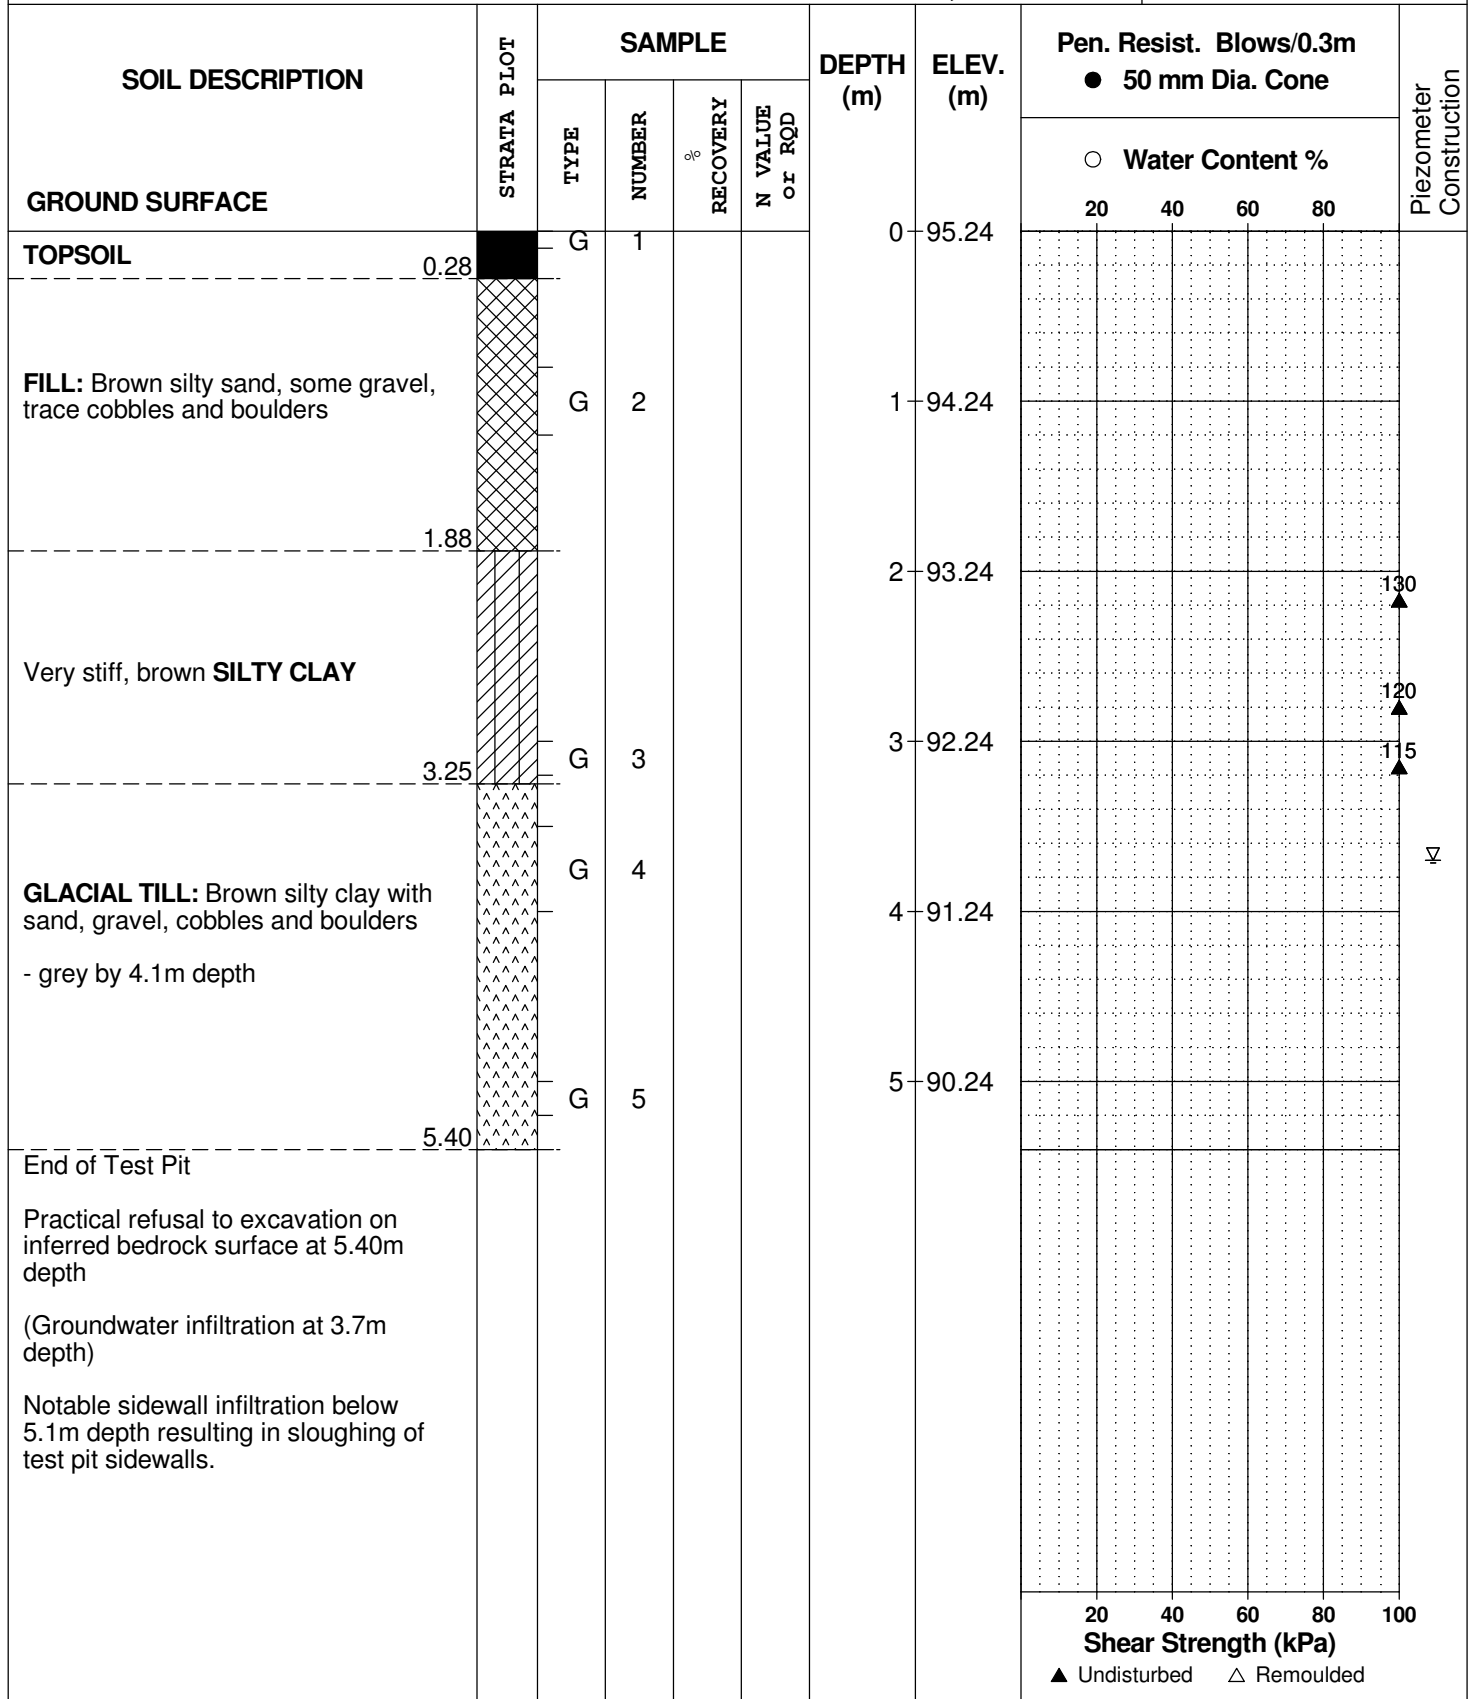 SOIL DESCRIPTION
GROUND SURFACE
STRATA PLOT
SAMPLE
TYPE
NUMBER
%
RECOVERY
N VALUE
or RQD
DEPTH
(m)
ELEV.
(m)
Pen. Resist. Blows/0.3m
● 50 mm Dia. Cone
○ Water Content %
20 40 60 80
Piezometer
Construction
TOPSOIL
0.28
G 1
0 95.24
FILL: Brown silty sand, some gravel,
trace cobbles and boulders
G 2
1 94.24
1.88
2 93.24
130
Very stiff, brown SILTY CLAY
120
3 92.24
115
G 3
3.25
G 4
GLACIAL TILL: Brown silty clay with
sand, gravel, cobbles and boulders
4 91.24
- grey by 4.1m depth
5 90.24
G 5
5.40
End of Test Pit
Practical refusal to excavation on
inferred bedrock surface at 5.40m
depth
(Groundwater infiltration at 3.7m
depth)
Notable sidewall infiltration below
5.1m depth resulting in sloughing of
test pit sidewalls.
20 40 60 80 100
Shear Strength (kPa)
▲ Undisturbed △ Remoulded